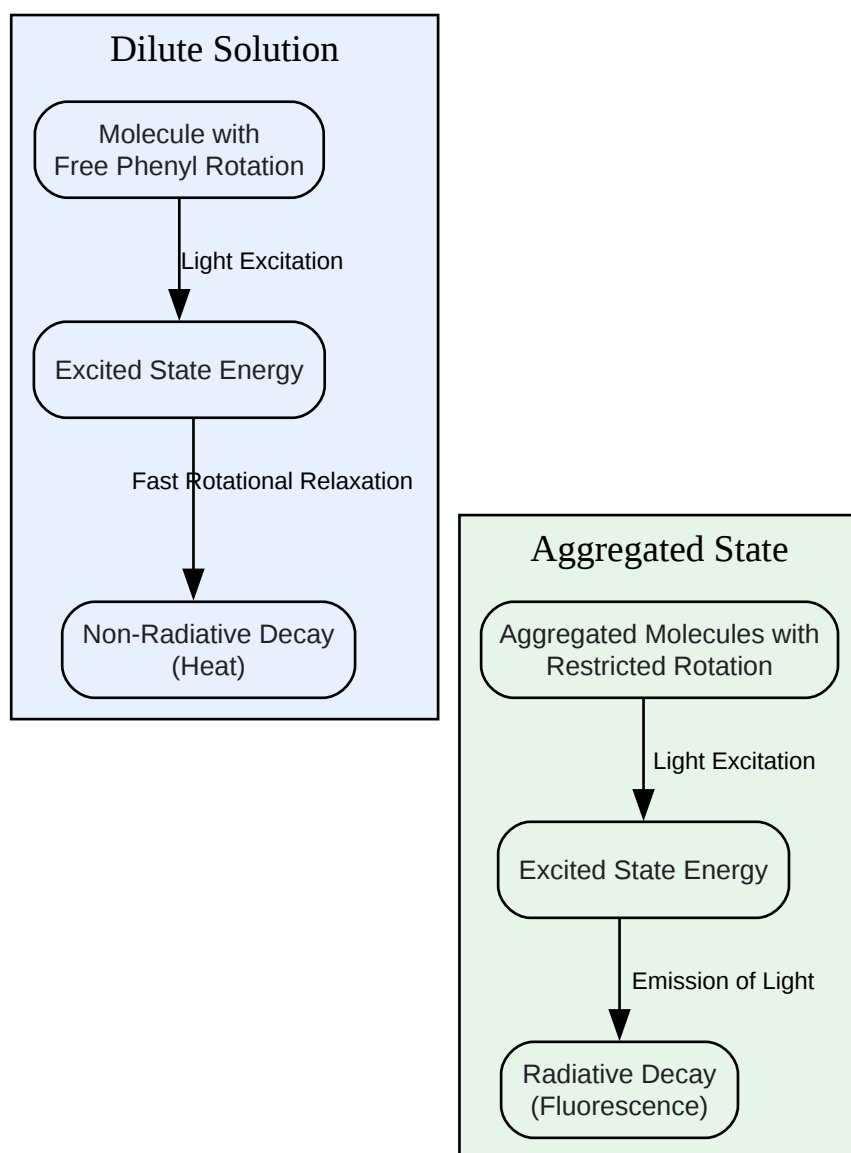 Dilute Solution
Molecule with
Free Phenyl Rotation
Light Excitation
Excited State Energy
Fast Rotational Relaxation
Non-Radiative Decay
(Heat)
Aggregated State
Aggregated Molecules with
Restricted Rotation
Light Excitation
Excited State Energy
Emission of Light
Radiative Decay
(Fluorescence)